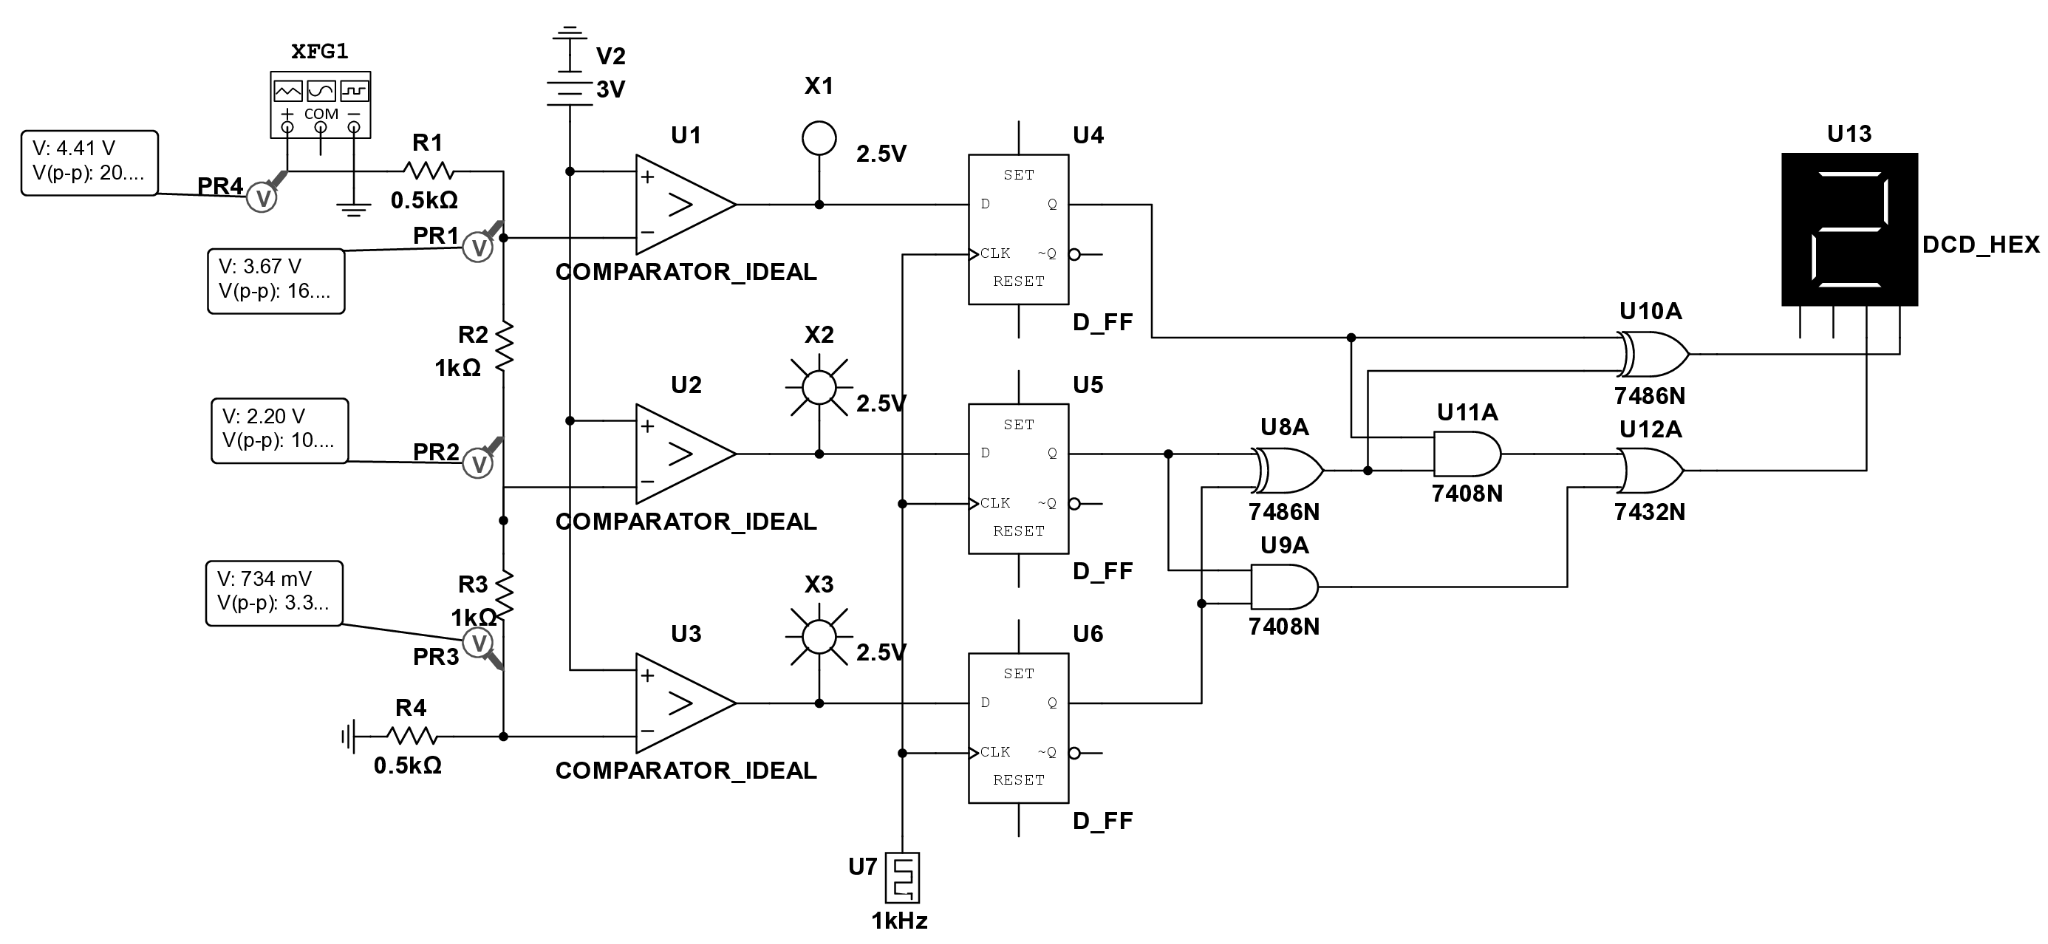 XFG1
COM
V: 4.41 V
V(p-p): 20....
PR4
R1
0.5kΩ
PR1
V
V
V: 3.67 V
V(p-p): 16....
R2
1kΩ
V: 2.20 V
V(p-p): 10....
PR2
V
V: 734 mV
V(p-p): 3.3...
R3
1kΩ
V
PR3
R4
0.5kΩ
V2
3V
U1
+
−
COMPARATOR_IDEAL
X1
2.5V
U2
+
−
COMPARATOR_IDEAL
X2
2.5V
U3
+
−
COMPARATOR_IDEAL
X3
2.5V
U4
SET
D Q
CLK ~Q
RESET
D_FF
U5
SET
D Q
CLK ~Q
RESET
D_FF
U6
SET
D Q
CLK ~Q
RESET
D_FF
U7
1kHz
U8A
7486N
U9A
7408N
U11A
7408N
U10A
7486N
U12A
7432N
U13
2
DCD_HEX